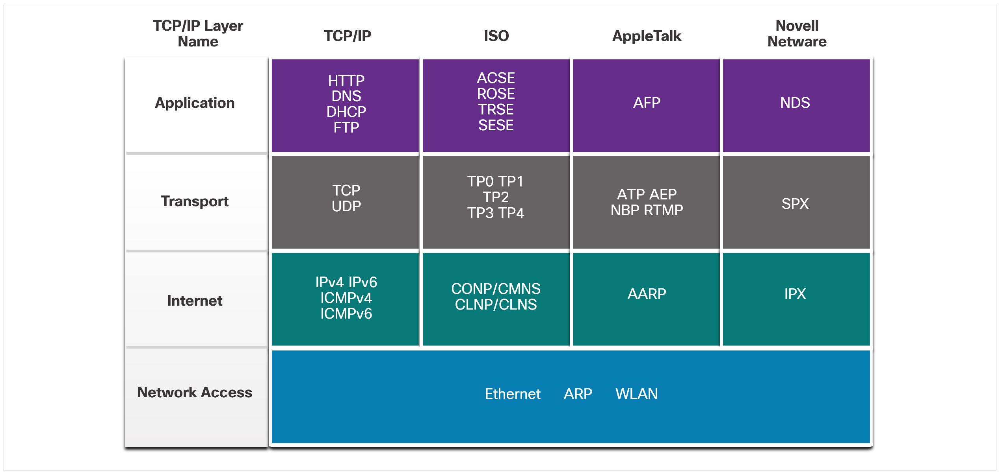 TCP/IP Layer
Name
TCP/IP
ISO
AppleTalk
Novell
Netware
Application
HTTP
DNS
DHCP
FTP
ACSE
ROSE
TRSE
SESE
AFP
NDS
Transport
TCP
UDP
TP0 TP1
TP2
TP3 TP4
ATP AEP
NBP RTMP
SPX
Internet
IPv4 IPv6
ICMPv4
ICMPv6
CONP/CMNS
CLNP/CLNS
AARP
IPX
Network Access
Ethernet ARP WLAN